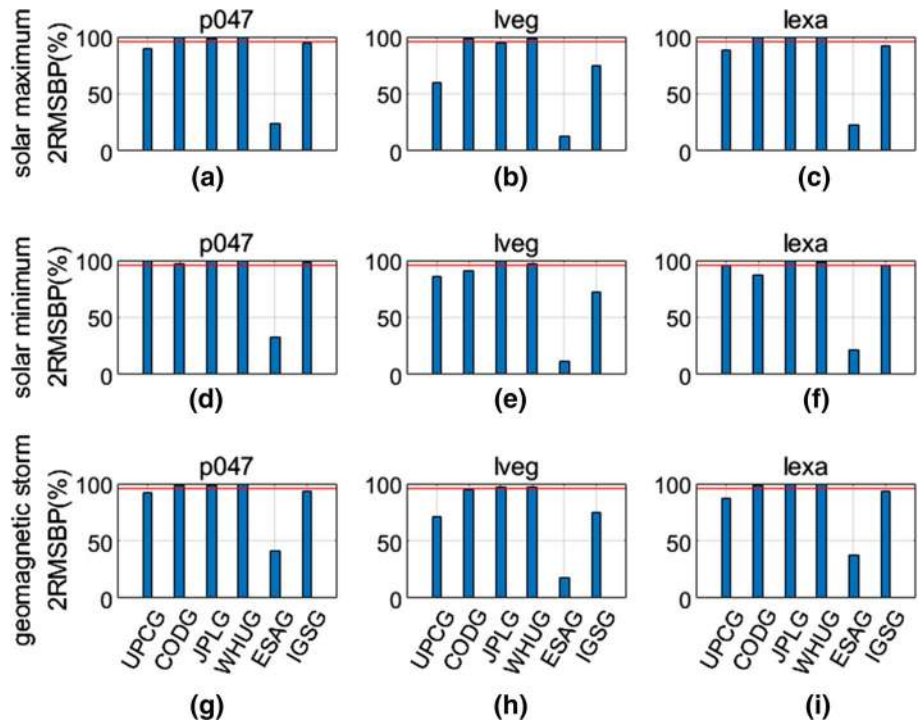 p047 lveg lexa
solar maximum
2RMSBP(%)
100 100 100
50 50 50
0 0 0
(a) (b) (c)
p047 lveg lexa
solar minimum
2RMSBP(%)
100 100 100
50 50 50
0 0 0
(d) (e) (f)
p047 lveg lexa
geomagnetic storm
2RMSBP(%)
100 100 100
50 50 50
0 0 0
UPCG CODG JPLG WHUG ESAG IGSG UPCG CODG JPLG WHUG ESAG IGSG UPCG CODG JPLG WHUG ESAG IGSG
(g) (h) (i)